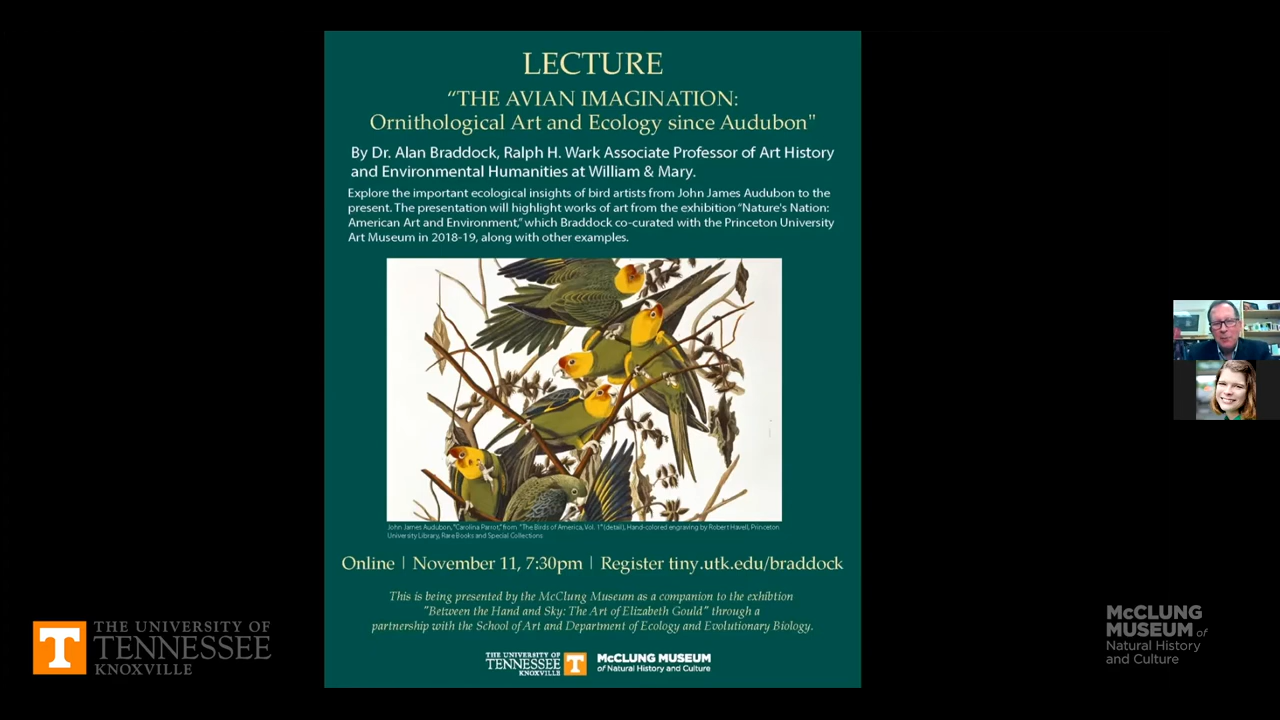 LECTURE
“THE AVIAN IMAGINATION:
Ornithological Art and Ecology since Audubon"
By Dr. Alan Braddock, Ralph H. Wark Associate Professor of Art History
and Environmental Humanities at William & Mary.
Explore the important ecological insights of bird artists from John James Audubon to the
present. The presentation will highlight works of art from the exhibition “Nature's Nation:
American Art and Environment,” which Braddock co-curated with the Princeton University
Art Museum in 2018-19, along with other examples.
John James Audubon, “Carolina Parrot,” from “The Birds of America, Vol. 1” (detail), Hand-colored engraving by Robert Havell, Princeton
University Library, Rare Books and Special Collections
Online | November 11, 7:30pm | Register tiny.utk.edu/braddock
This is being presented by the McClung Museum as a companion to the exhibtion
"Between the Hand and Sky: The Art of Elizabeth Gould" through a
partnership with the School of Art and Department of Ecology and Evolutionary Biology.
THE UNIVERSITY OF
TENNESSEE
KNOXVILLE
T
McCLUNG MUSEUM
of Natural History and Culture
T
THE UNIVERSITY OF
TENNESSEE
KNOXVILLE
McCLUNG
MUSEUM of
Natural History
and Culture